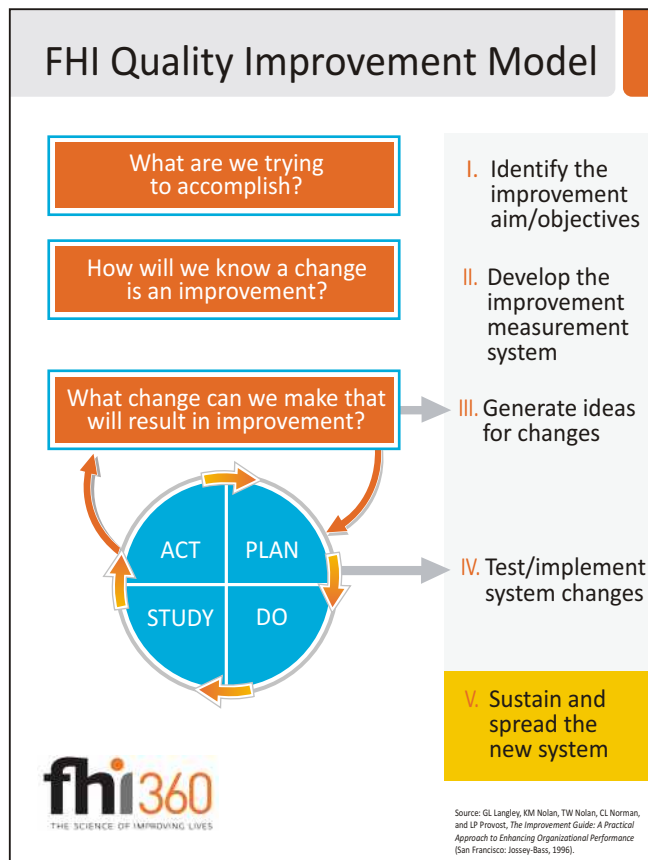 FHI Quality Improvement Model
What are we trying
to accomplish?
How will we know a change
is an improvement?
What change can we make that
will result in improvement?
ACT
PLAN
STUDY
DO
I. Identify the
improvement
aim/objectives
II. Develop the
improvement
measurement
system
III. Generate ideas
for changes
IV. Test/implement
system changes
V. Sustain and
spread the
new system
fhi360
THE SCIENCE OF IMPROVING LIVES
Source: GL Langley, KM Nolan, TW Nolan, CL Norman,
and LP Provost, The Improvement Guide: A Practical
Approach to Enhancing Organizational Performance
(San Francisco: Jossey-Bass, 1996).